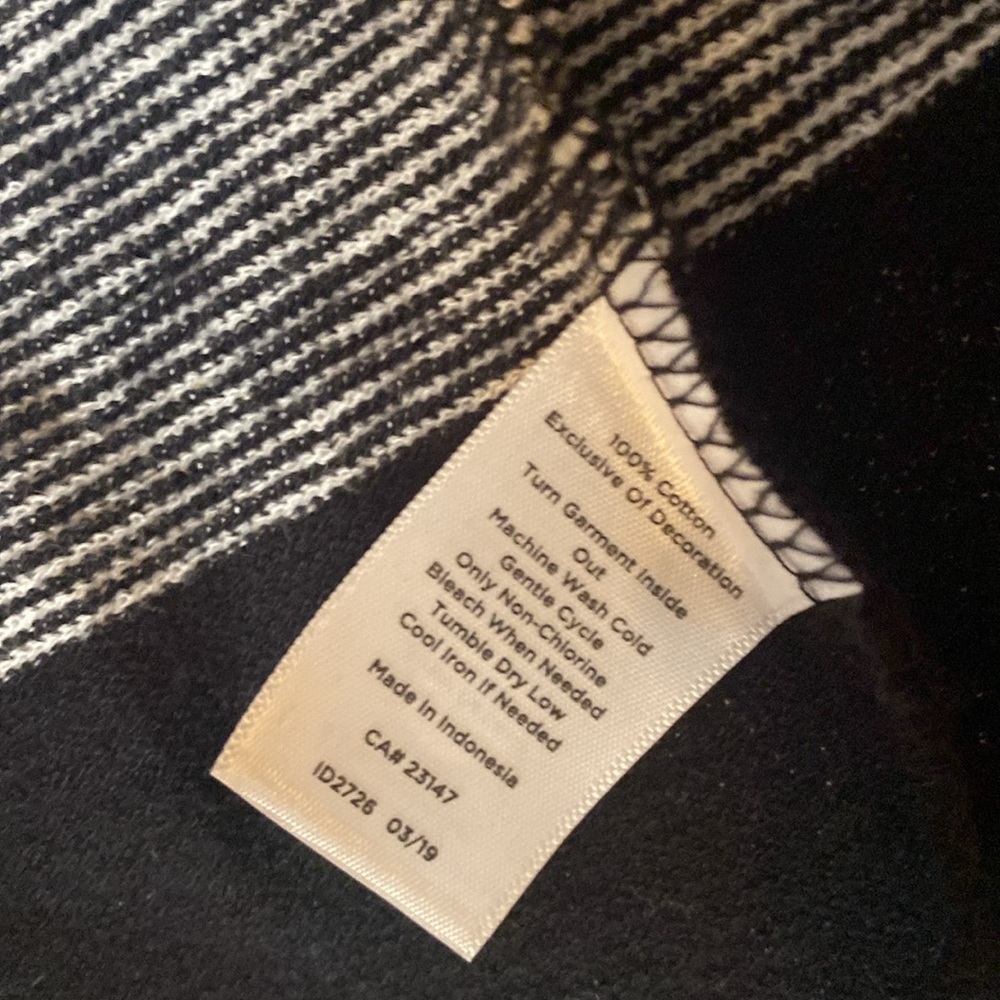 100% Cotton
Exclusive Of Decoration
Turn Garment Inside
Out
Machine Wash Cold
Gentle Cycle
Only Non-Chlorine
Bleach When Needed
Tumble Dry Low
Cool Iron If Needed
Made In Indonesia
CA# 23147
ID2726 03/19